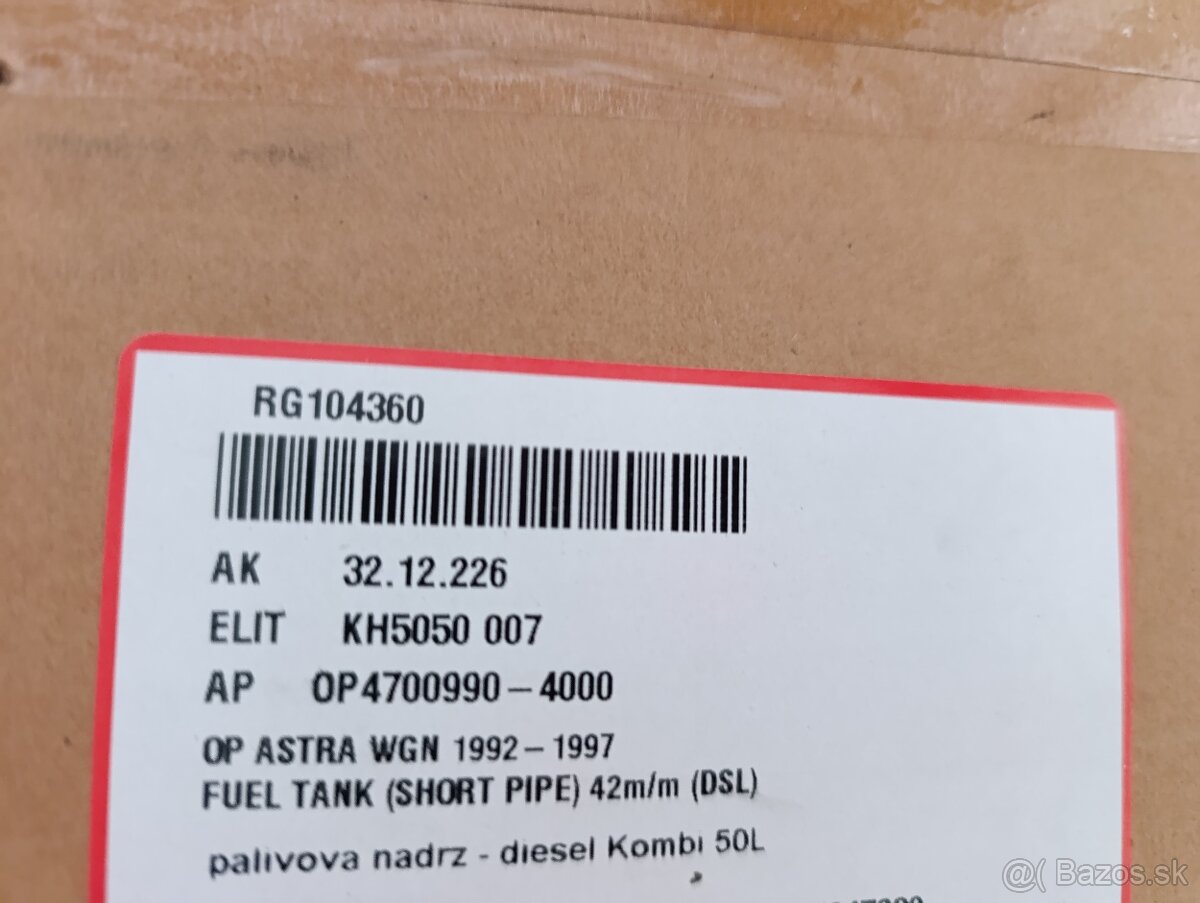 RG104360
AK 32.12.226
ELIT KH5050 007
AP OP4700990-4000
OP ASTRA WGN 1992-1997
FUEL TANK (SHORT PIPE) 42m/m (DSL)
palivova nadrz - diesel Kombi 50L
@( Bazos.sk